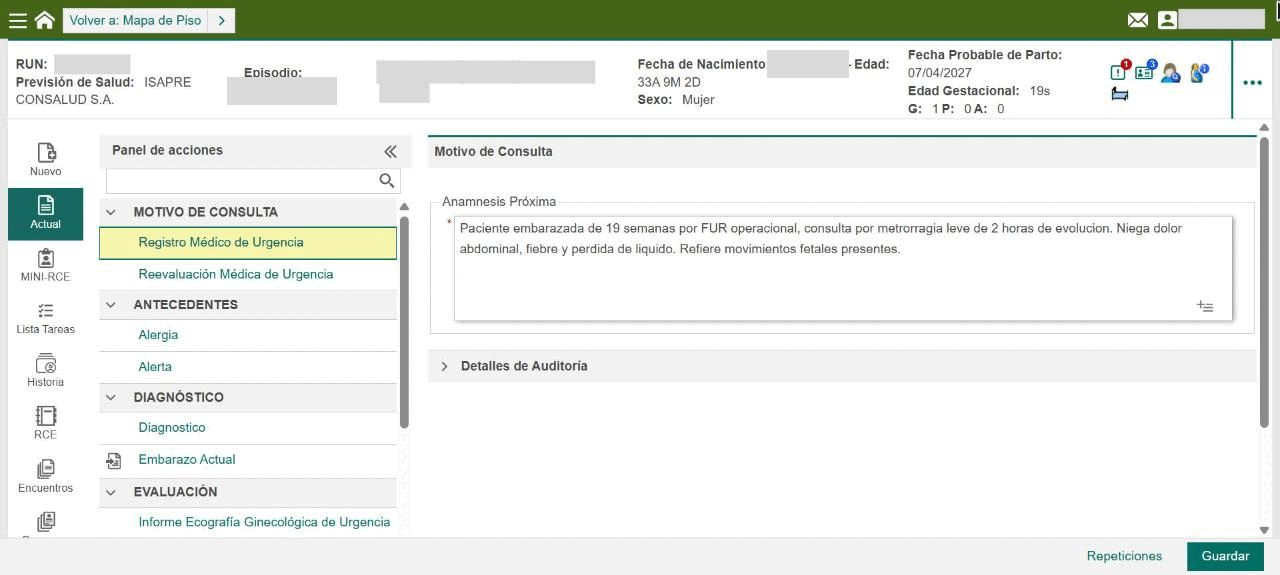 Volver a: Mapa de Piso
RUN:
Previsión de Salud: ISAPRE
CONSALUD S.A.
Episodio:
Fecha de Nacimiento - Edad:
33A 9M 2D
Sexo: Mujer
Fecha Probable de Parto:
07/04/2027
Edad Gestacional: 19s
G: 1 P: 0 A: 0
1
3
Nuevo
Actual
MINI-RCE
Lista Tareas
Historia
RCE
Encuentros
Panel de acciones
MOTIVO DE CONSULTA
Registro Médico de Urgencia
Reevaluación Médica de Urgencia
ANTECEDENTES
Alergia
Alerta
DIAGNÓSTICO
Diagnostico
Embarazo Actual
EVALUACIÓN
Informe Ecografía Ginecológica de Urgencia
Motivo de Consulta
Anamnesis Próxima
* Paciente embarazada de 19 semanas por FUR operacional, consulta por metrorragia leve de 2 horas de evolucion. Niega dolor
abdominal, fiebre y perdida de liquido. Refiere movimientos fetales presentes.
Detalles de Auditoría
Repeticiones
Guardar